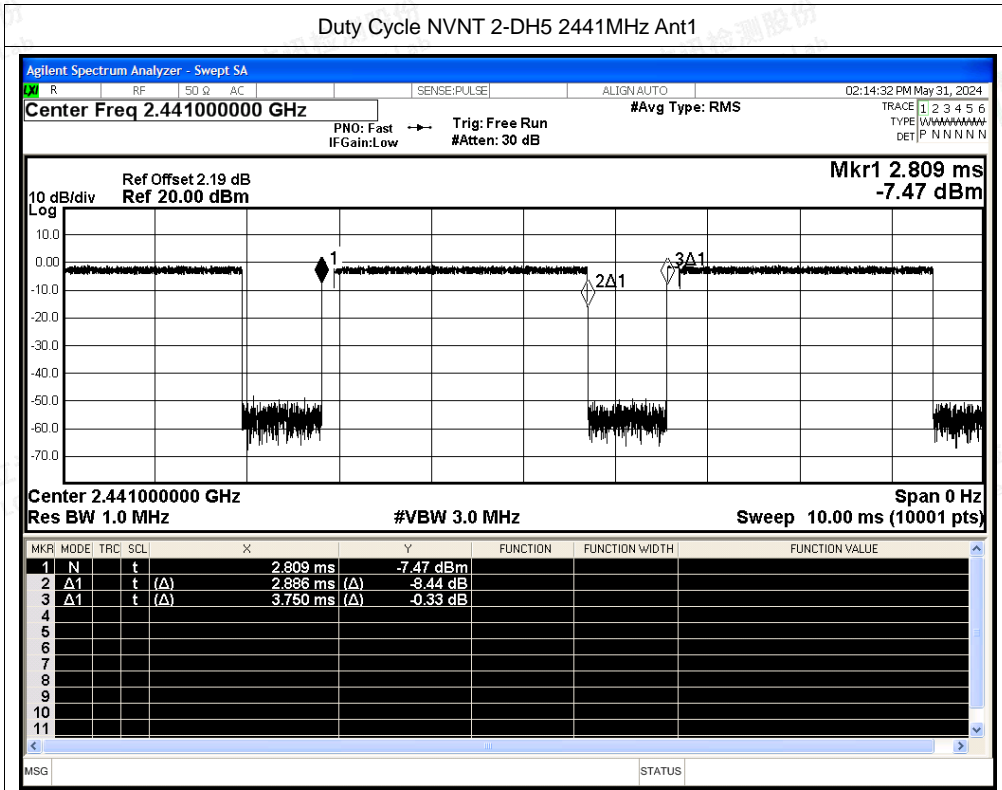 Duty Cycle NVNT 2-DH5 2441MHz Ant1
Agilent Spectrum Analyzer - Swept SA
LXI R RF 50 Ω AC SENSE:PULSE ALIGN AUTO 02:14:32 PM May 31, 2024
Center Freq 2.441000000 GHz #Avg Type: RMS TRACE 1 2 3 4 5 6
PNO: Fast Trig: Free Run TYPE WWWWWW
IFGain:Low #Atten: 30 dB DET P N N N N N
Mkr1 2.809 ms
Ref Offset 2.19 dB
10 dB/div Ref 20.00 dBm -7.47 dBm
Log
10.0
0.00
1
3Δ1
-10.0
2Δ1
-20.0
-30.0
-40.0
-50.0
-60.0
-70.0
Center 2.441000000 GHz Span 0 Hz
Res BW 1.0 MHz #VBW 3.0 MHz Sweep 10.00 ms (10001 pts)
MKR MODE TRC SCL X Y FUNCTION FUNCTION WIDTH FUNCTION VALUE
1 N t 2.809 ms -7.47 dBm
2 Δ1 t (Δ) 2.886 ms (Δ) -8.44 dB
3 Δ1 t (Δ) 3.750 ms (Δ) -0.33 dB
4
5
6
7
8
9
10
11
MSG STATUS